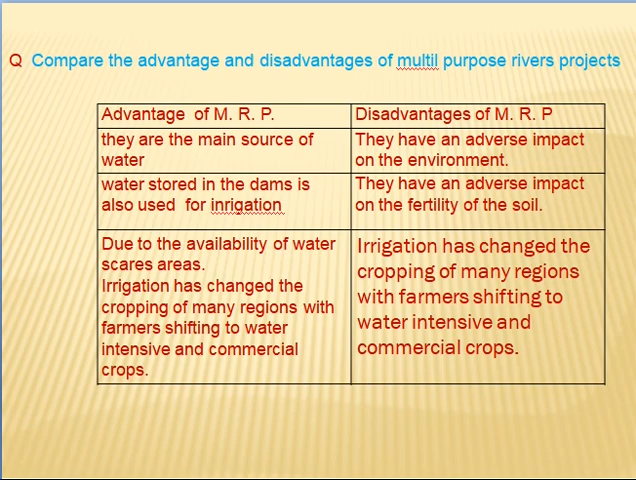 Q Compare the advantage and disadvantages of multil purpose rivers projects
Advantage of M. R. P.
Disadvantages of M. R. P
they are the main source of
water
They have an adverse impact
on the environment.
water stored in the dams is
also used for inrigation
They have an adverse impact
on the fertility of the soil.
Due to the availability of water
scares areas.
Irrigation has changed the
cropping of many regions with
farmers shifting to water
intensive and commercial
crops.
Irrigation has changed the
cropping of many regions
with farmers shifting to
water intensive and
commercial crops.